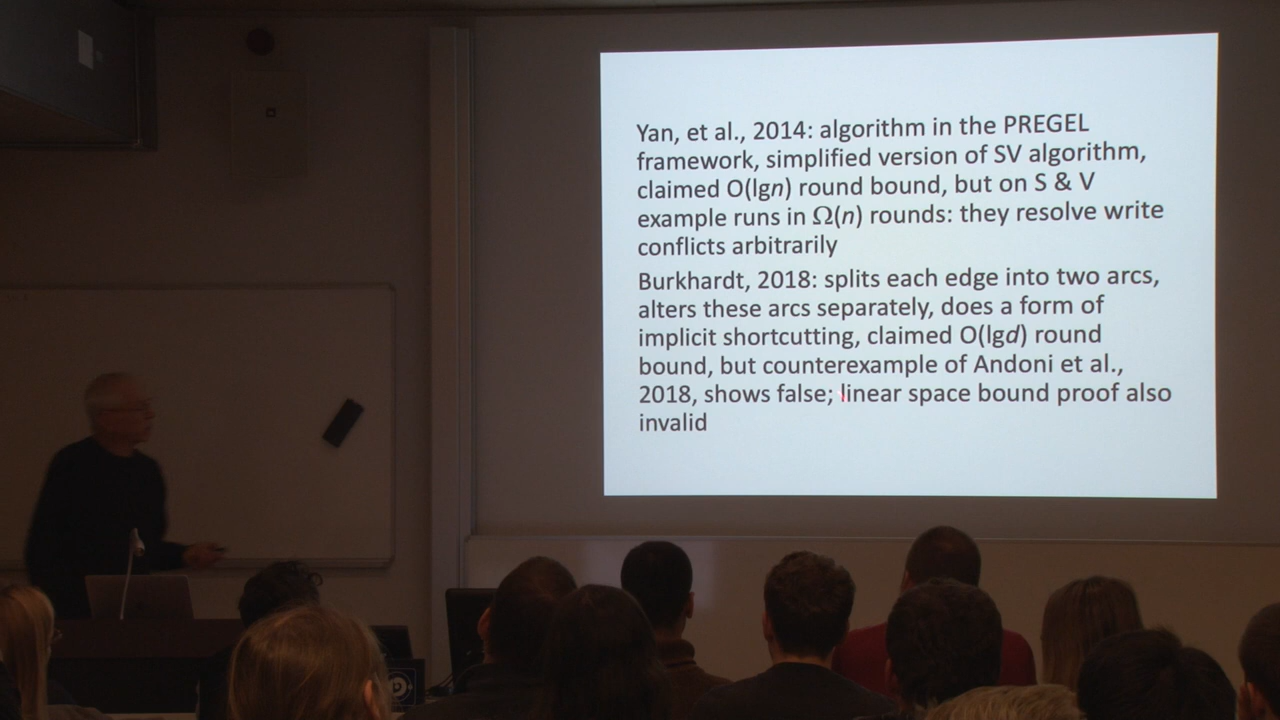 Yan, et al., 2014: algorithm in the PREGEL
framework, simplified version of SV algorithm,
claimed O(lgn) round bound, but on S & V
example runs in Ω(n) rounds: they resolve write
conflicts arbitrarily
Burkhardt, 2018: splits each edge into two arcs,
alters these arcs separately, does a form of
implicit shortcutting, claimed O(lgd) round
bound, but counterexample of Andoni et al.,
2018, shows false; linear space bound proof also
invalid